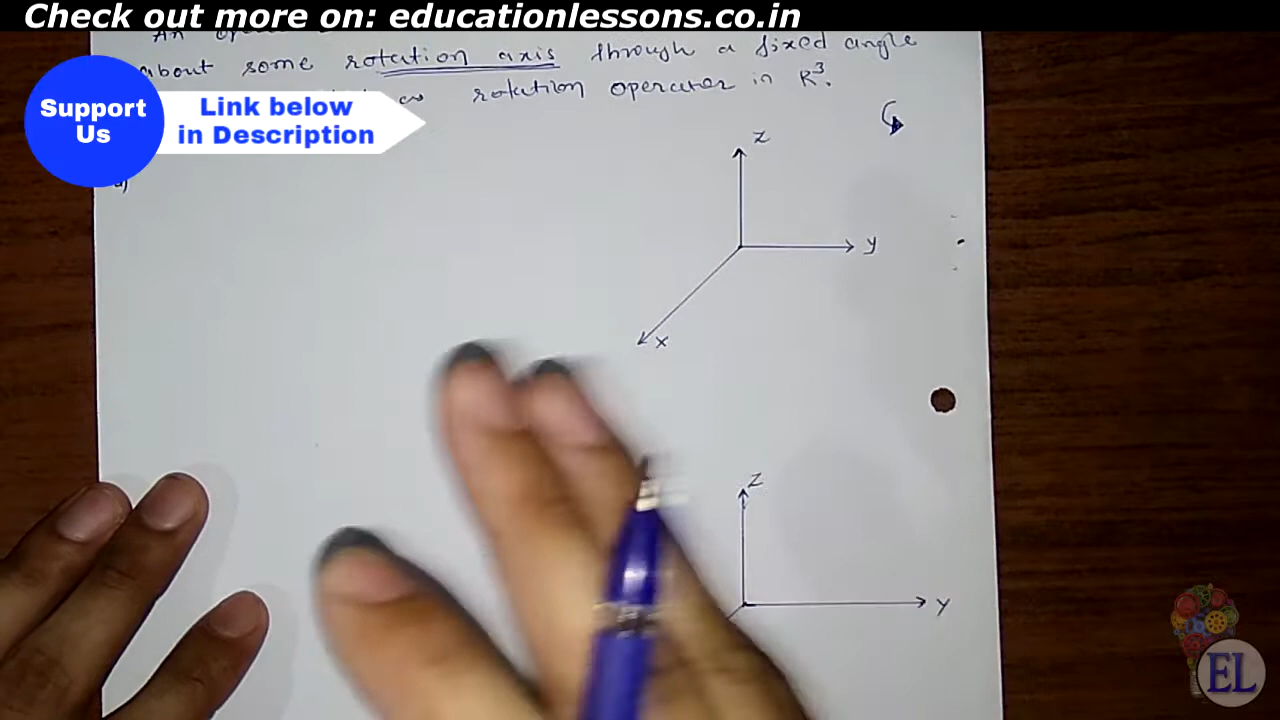 Check out more on: educationlessons.co.in
An
about some rotation axis through a fixed angle
rotation operator in R³.
Support
Us
Link below
in Description
a)
z
y
x
z
y
EL